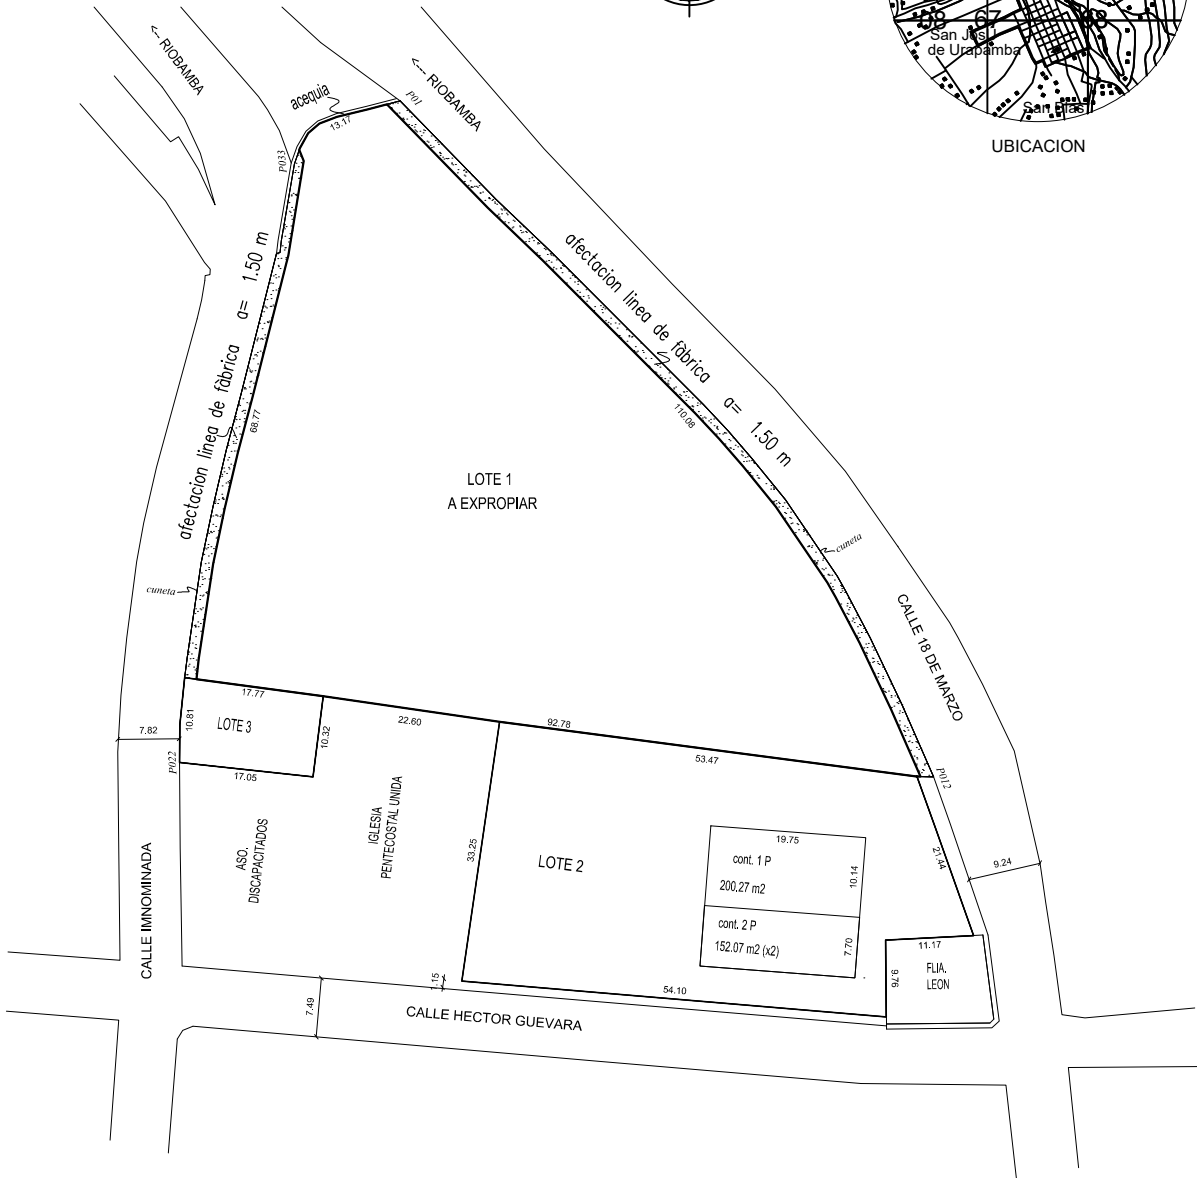 <-- RIOBAMBA
acequia
13.17
P01
<--- RIOBAMBA
San José
de Urapamba
San Blas
UBICACION
P033
afectacion linea de fàbrica a= 1.50 m
68.77
afectacion linea de fàbrica a= 1.50 m
110.08
LOTE 1
A EXPROPIAR
cuneta
cuneta
CALLE 18 DE MARZO
17.77
10.81
LOTE 3
10.32
17.05
22.60
92.78
53.47
7.82
P022
P012
21.44
9.24
CALLE IMNOMINADA
ASO.
DISCAPACITADOS
IGLESIA
PENTECOSTAL UNIDA
33.25
LOTE 2
19.75
cont. 1 P
200.27 m2
10.14
cont. 2 P
152.07 m2 (x2)
7.70
11.17
FLIA.
LEON
9.76
1.15
54.10
7.49
CALLE HECTOR GUEVARA